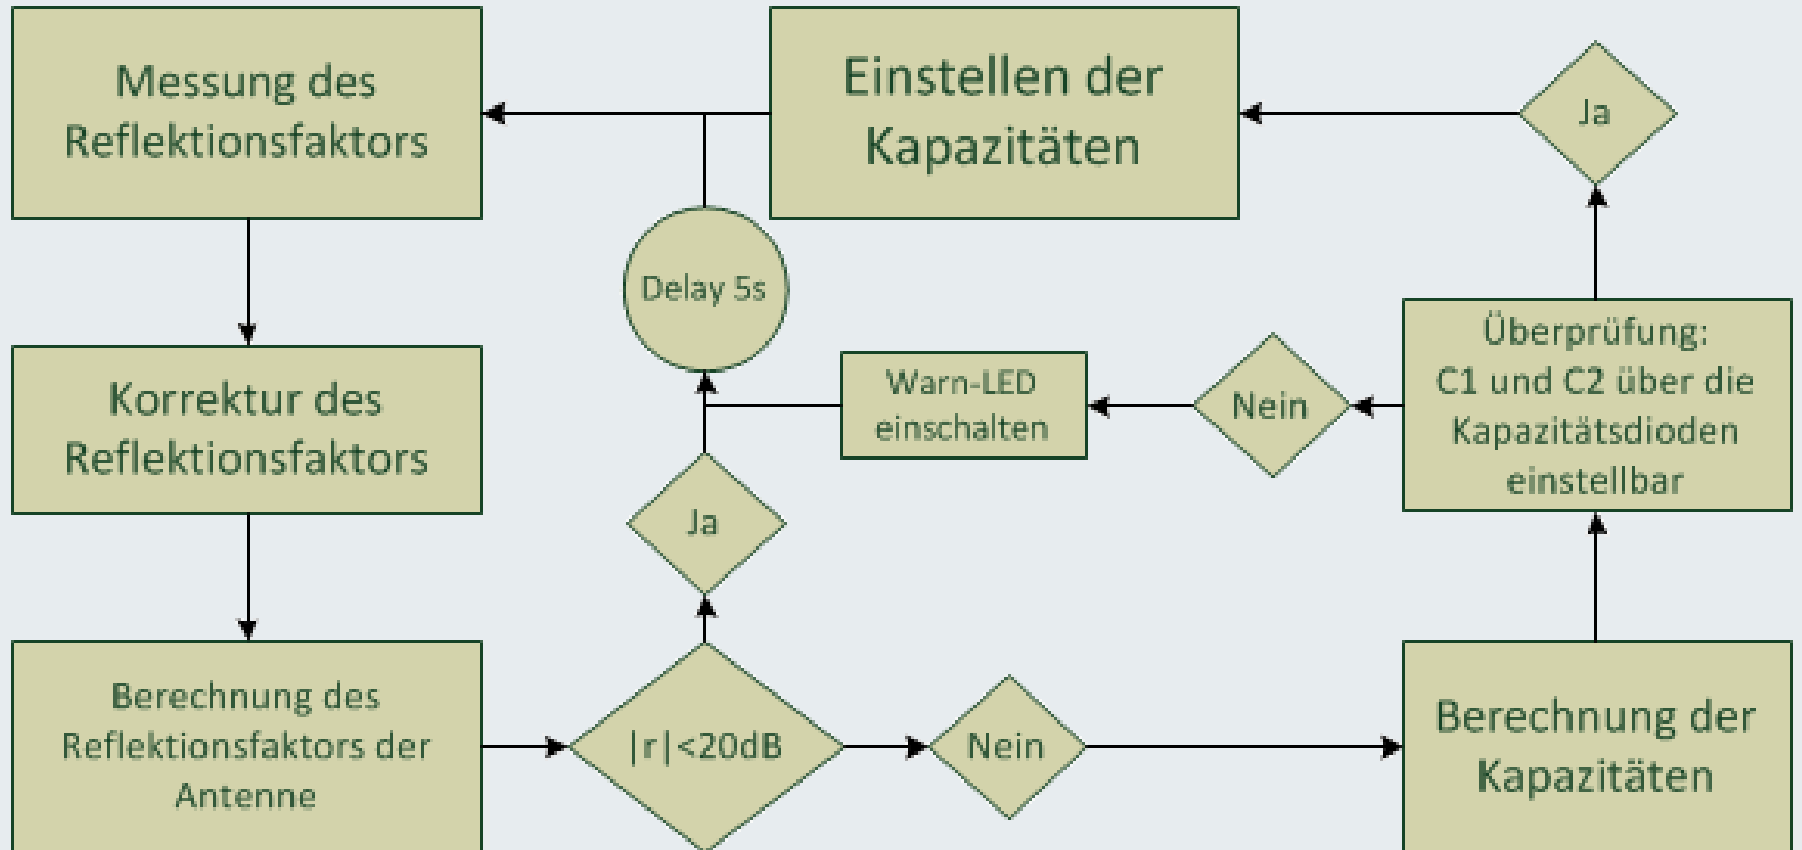 Messung des
Reflektionsfaktors
Einstellen der
Kapazitäten
Ja
Delay 5s
Überprüfung:
C1 und C2 über die
Kapazitätsdioden
einstellbar
Nein
Warn-LED
einschalten
Korrektur des
Reflektionsfaktors
Ja
Berechnung des
Reflektionsfaktors der
Antenne
|r|<20dB
Nein
Berechnung der
Kapazitäten